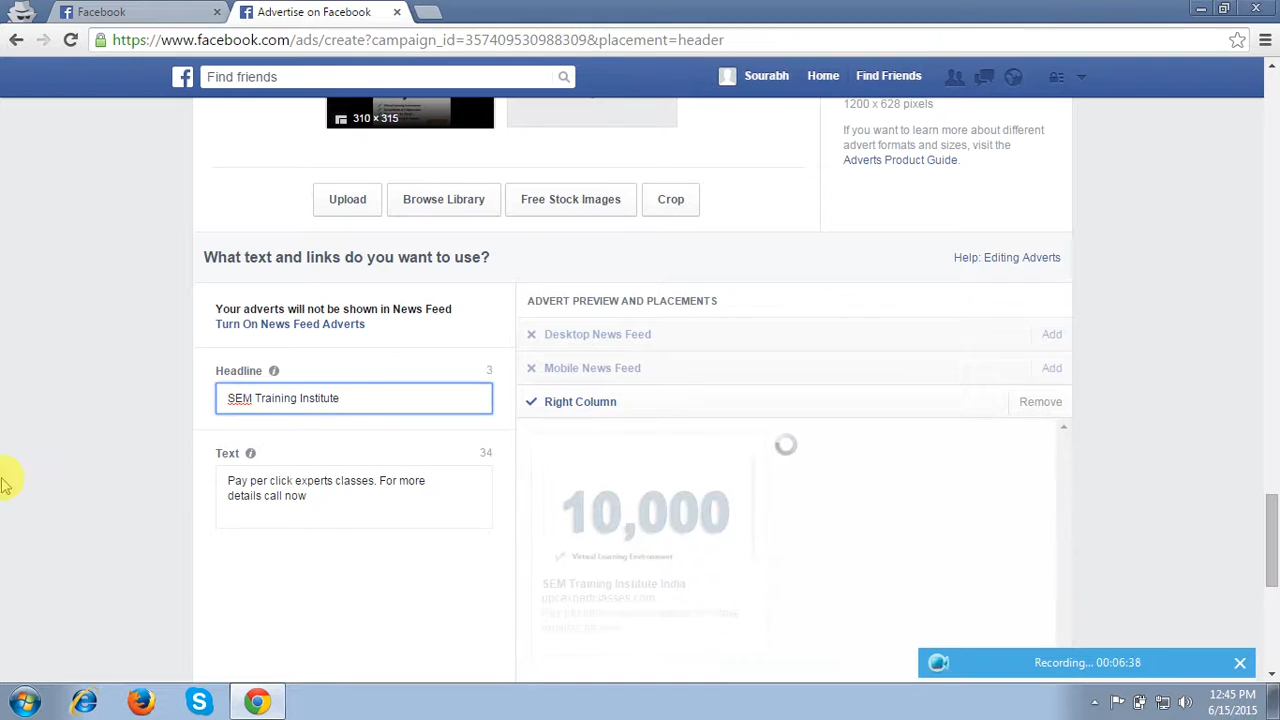 Facebook
Advertise on Facebook
https://www.facebook.com/ads/create?campaign_id=35740953098830​9&placement=header
Find friends
Sourabh
Home
Find Friends
310 × 315
1200 x 628 pixels
If you want to learn more about different
advert formats and sizes, visit the
Adverts Product Guide.
Upload
Browse Library
Free Stock Images
Crop
What text and links do you want to use?
Help: Editing Adverts
Your adverts will not be shown in News Feed
Turn On News Feed Adverts
ADVERT PREVIEW AND PLACEMENTS
Desktop News Feed
Add
Mobile News Feed
Add
Headline
3
SEM Training Institute
Right Column
Remove
Text
34
Pay per click experts classes. For more
details call now
10,000
Virtual Learning Environment
SEM Training Institute India
Recording... 00:06:38
12:45 PM
6/15/2015